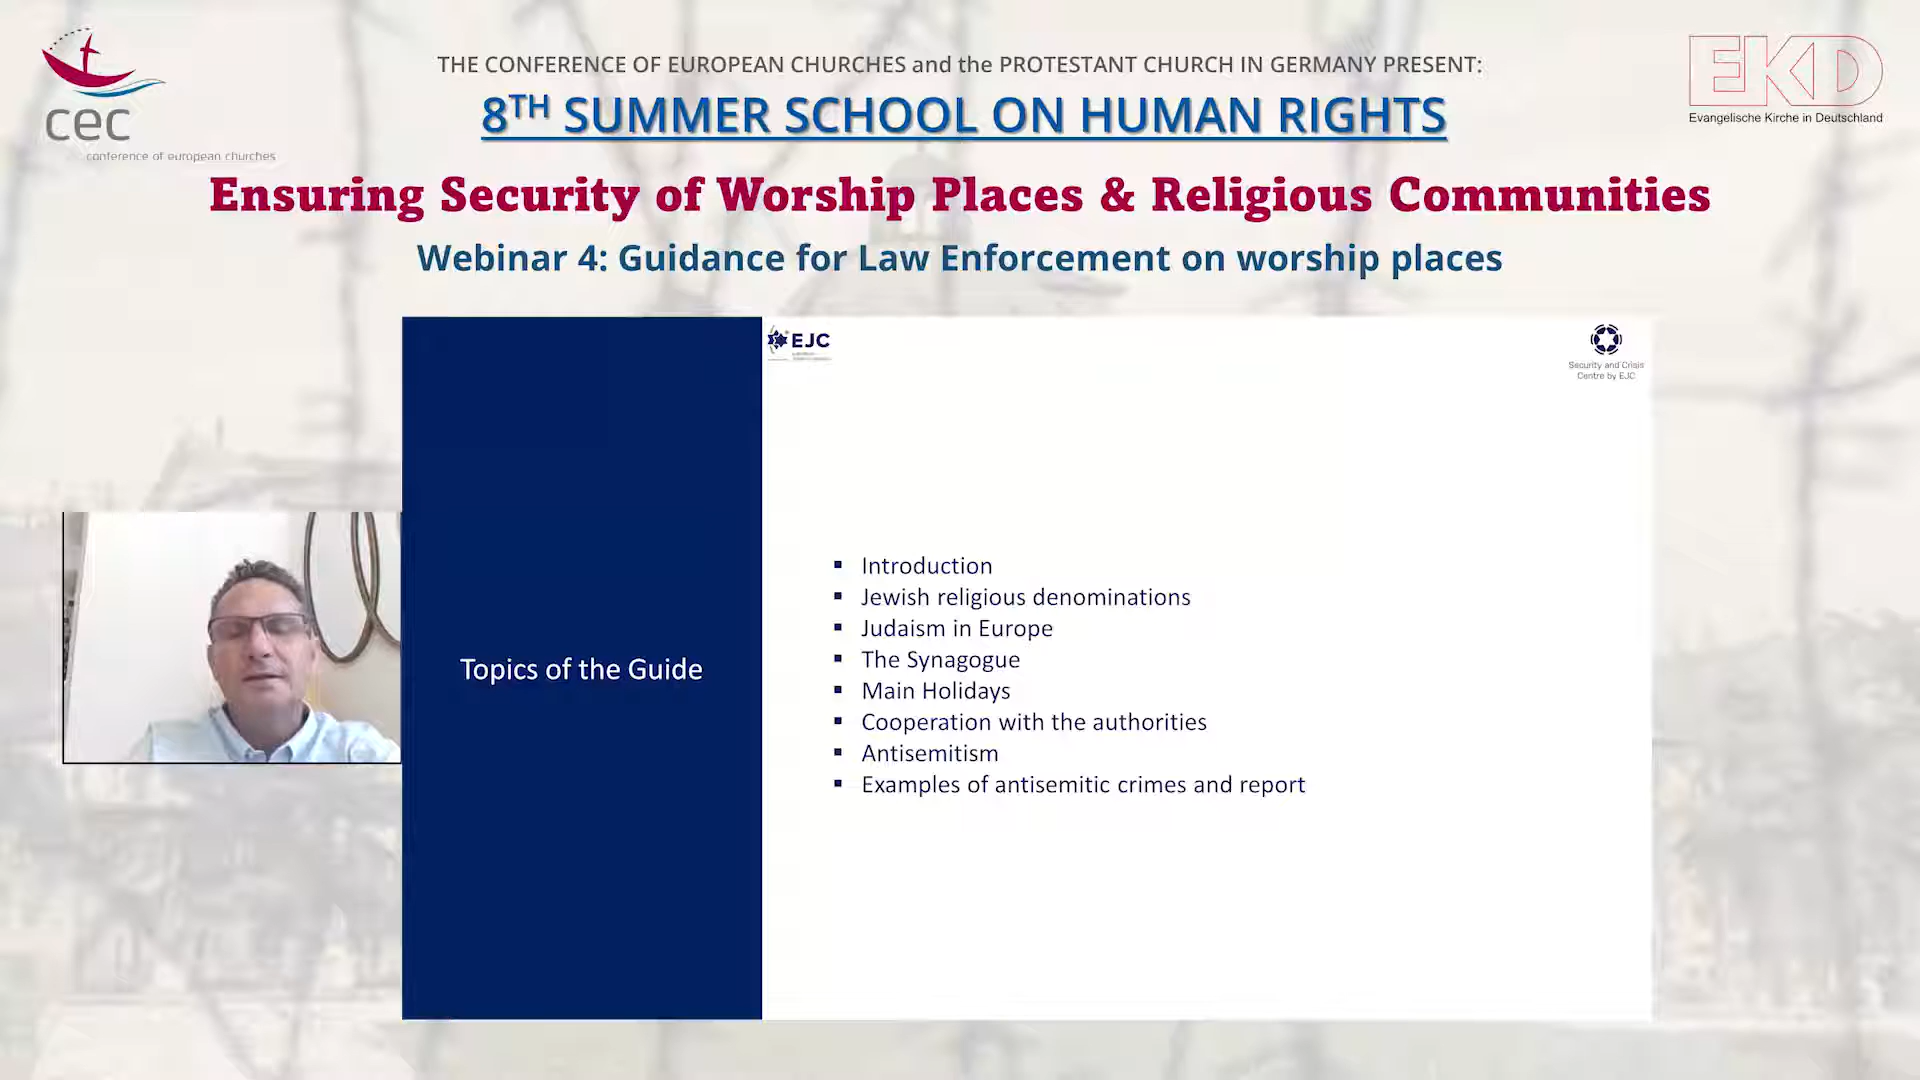 cec
conference of european churches
THE CONFERENCE OF EUROPEAN CHURCHES and the PROTESTANT CHURCH IN GERMANY PRESENT:
8TH SUMMER SCHOOL ON HUMAN RIGHTS
EKD
Evangelische Kirche in Deutschland
Ensuring Security of Worship Places & Religious Communities
Webinar 4: Guidance for Law Enforcement on worship places
EJC
Security and Crisis
Centre by EJC
Topics of the Guide
▪ Introduction
▪ Jewish religious denominations
▪ Judaism in Europe
▪ The Synagogue
▪ Main Holidays
▪ Cooperation with the authorities
▪ Antisemitism
▪ Examples of antisemitic crimes and report